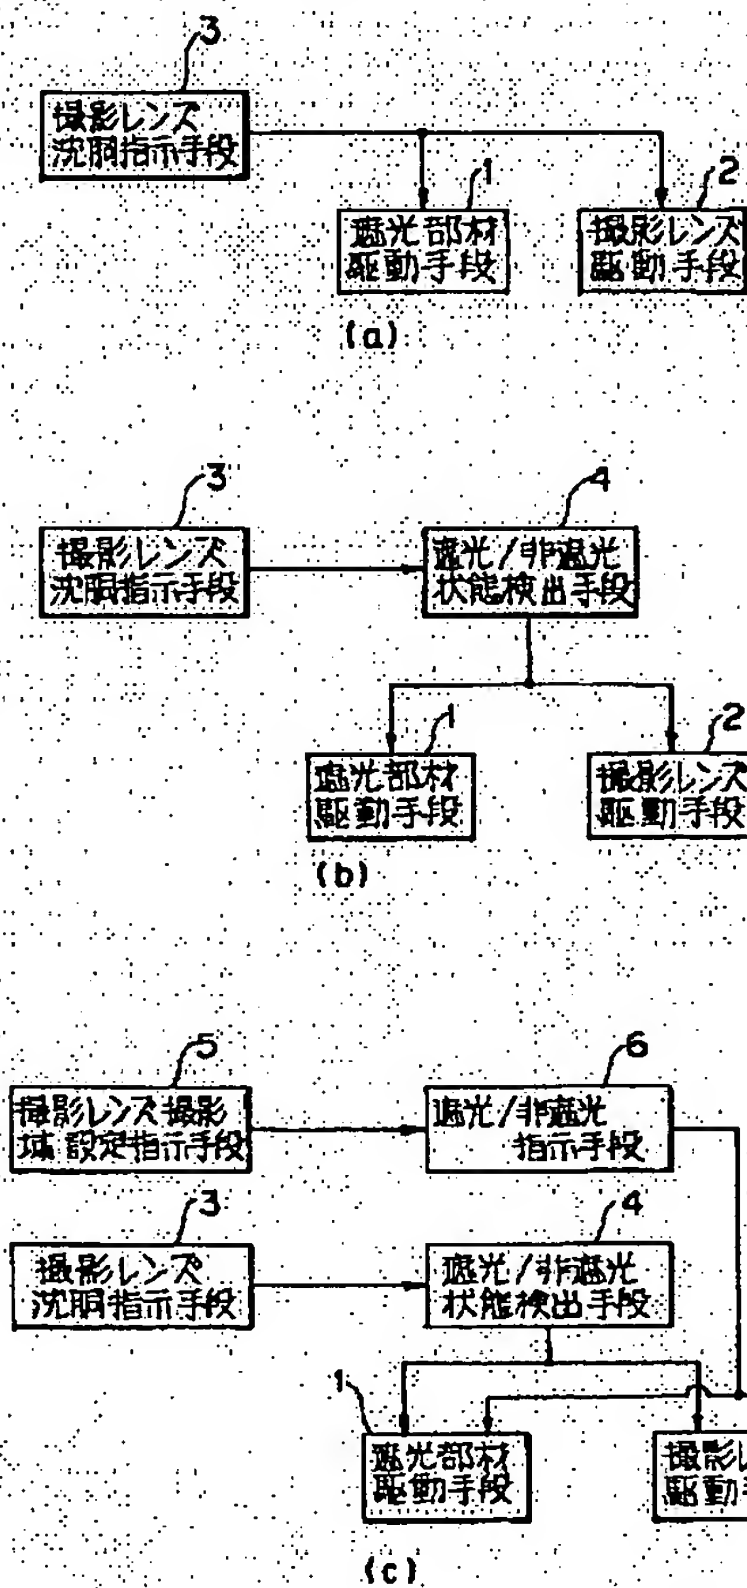 3
撮影レンズ
沈胴指示手段
1
2
遮光部材
駆動手段
撮影レンズ
駆動手段
(a)
3
4
撮影レンズ
沈胴指示手段
遮光/非遮光
状態検出手段
1
2
遮光部材
駆動手段
撮影レンズ
駆動手段
(b)
5
6
撮影レンズ撮影
域設定指示手段
遮光/非遮光
指示手段
3
4
撮影レンズ
沈胴指示手段
遮光/非遮光
状態検出手段
1
遮光部材
駆動手段
撮影レ
駆動手
(c)